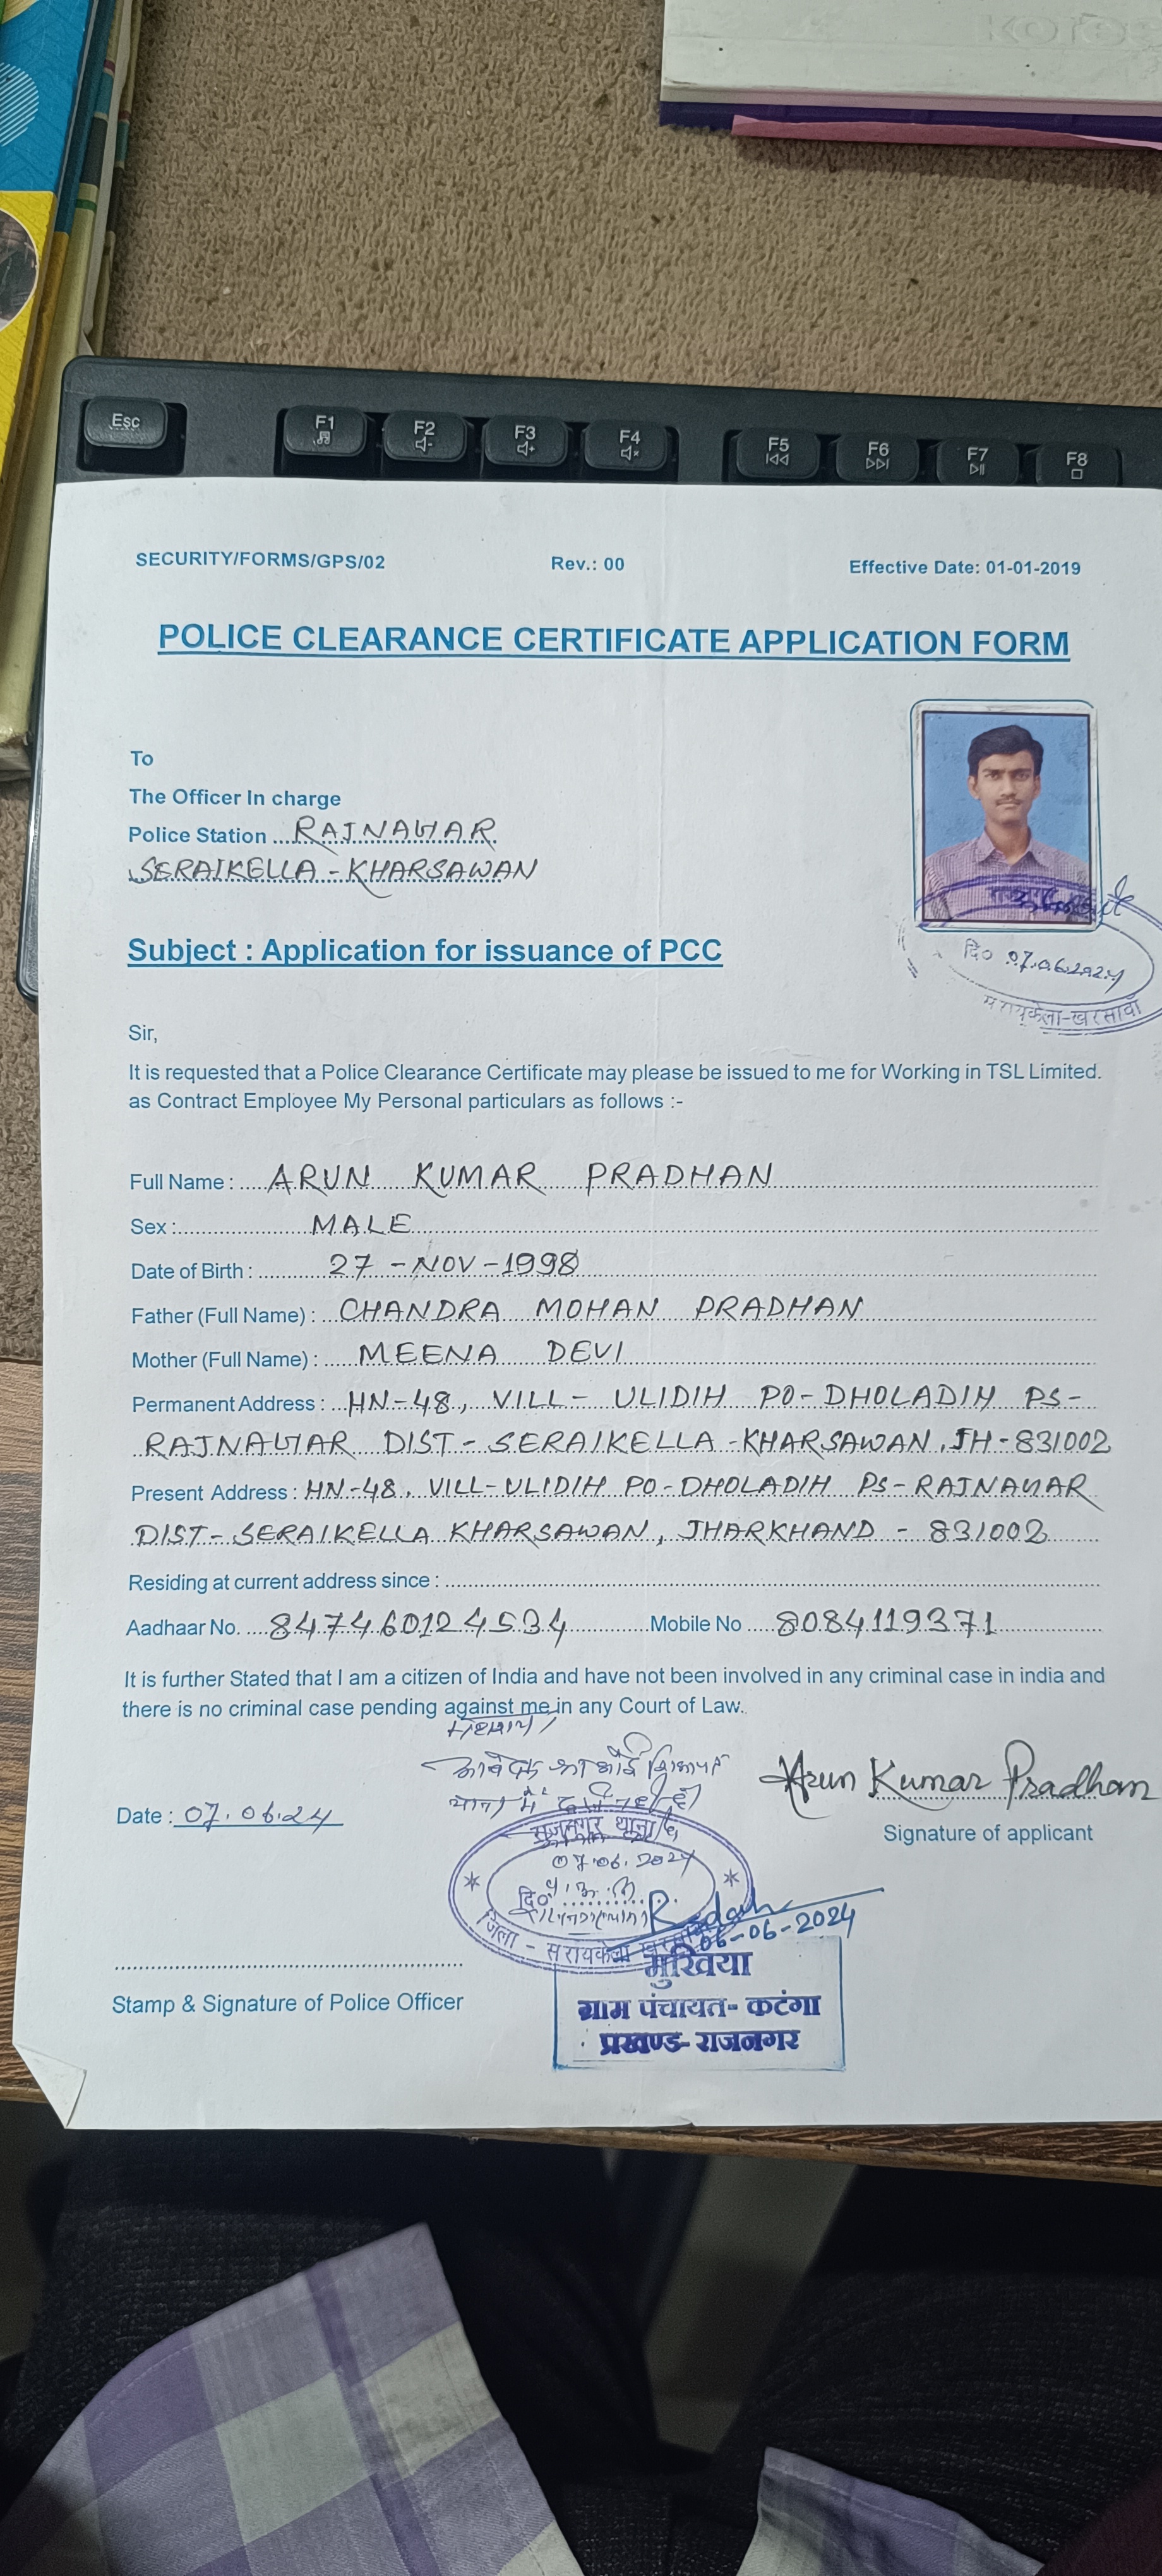 Kores
Esc F1 F2 F3 F4 F5 F6 F7 F8
SECURITY/FORMS/GPS/02 Rev.: 00 Effective Date: 01-01-2019
POLICE CLEARANCE CERTIFICATE APPLICATION FORM
To
The Officer In charge
Police Station RAJNAGAR
SERAIKELLA - KHARSAWAN
Subject : Application for issuance of PCC
दि० 07.06.2024
सरायकेला-खरसावाँ
Sir,
It is requested that a Police Clearance Certificate may please be issued to me for Working in TSL Limited.
as Contract Employee My Personal particulars as follows :-
Full Name : ARUN KUMAR PRADHAN
Sex : MALE
Date of Birth : 27 - NOV - 1998
Father (Full Name) : CHANDRA MOHAN PRADHAN
Mother (Full Name) : MEENA DEVI
Permanent Address : HN-48, VILL- ULIDIH PO-DHOLADIH PS-
RAJNAGAR DIST- SERAIKELLA -KHARSAWAN, JH-831002
Present Address : HN-48, VILL-ULIDIH PO-DHOLADIH PS-RAJNAGAR
DIST- SERAIKELLA KHARSAWAN, JHARKHAND - 831002
Residing at current address since :
Aadhaar No. 847460124534 Mobile No 8084119371
It is further Stated that I am a citizen of India and have not been involved in any criminal case in india and
there is no criminal case pending against me in any Court of Law.
Arun Kumar Pradhan
Date : 07.06.24
Signature of applicant
राजनगर थाना
07.06.2024
दि०
जिला - सरायकेला खरसावाँ
06-06-2024
मुखिया
ग्राम पंचायत- कटंगा
प्रखण्ड- राजनगर
Stamp & Signature of Police Officer